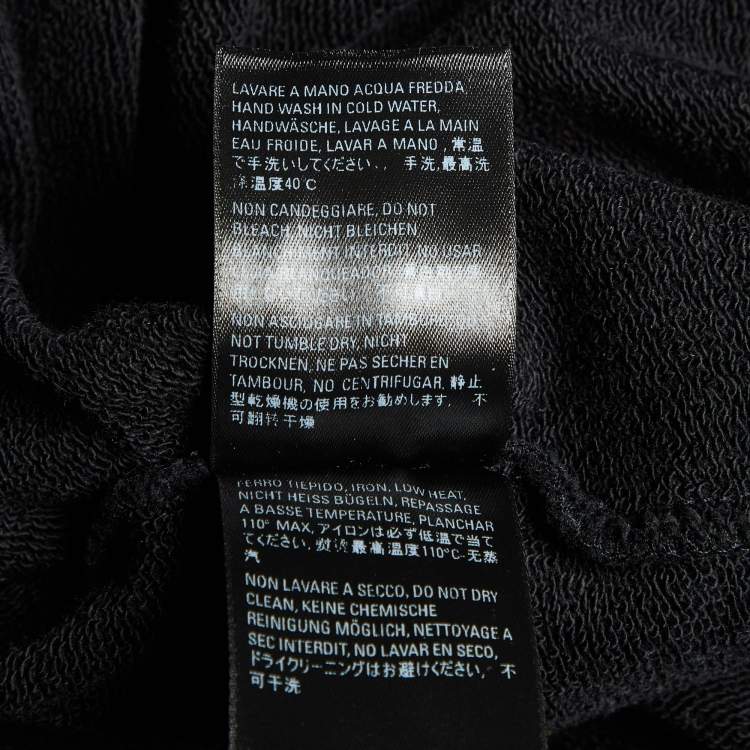 LAVARE A MANO ACQUA FREDDA,
HAND WASH IN COLD WATER,
HANDWÄSCHE, LAVAGE A LA MAIN
EAU FROIDE, LAVAR A MANO , 常温
で手洗いしてください., 手洗,最高洗
涤温度40℃
NON CANDEGGIARE, DO NOT
BLEACH, NICHT BLEICHEN
INTERDIT, NO USAR
NON ASCIUGARE IN
NOT TUMBLE DRY, NICHT
TROCKNEN, NE PAS SECHER EN
TAMBOUR, NO CENTRIFUGAR, 静止
型乾燥機の使用をお勧めします, 不
可翻转干燥
FERRO TIEPIDO, IRON, LOW HEAT,
NICHT HEISS BÜGELN, REPASSAGE
A BASSE TEMPERATURE, PLANCHAR
110° MAX, アイロンは必ず低温で当て
てください, 熨烫最高温度110℃-无蒸
汽
NON LAVARE A SECCO, DO NOT DRY
CLEAN, KEINE CHEMISCHE
REINIGUNG MÖGLICH, NETTOYAGE A
SEC INTERDIT, NO LAVAR EN SECO,
ドライクリーニングはお避けください, 不
可干洗